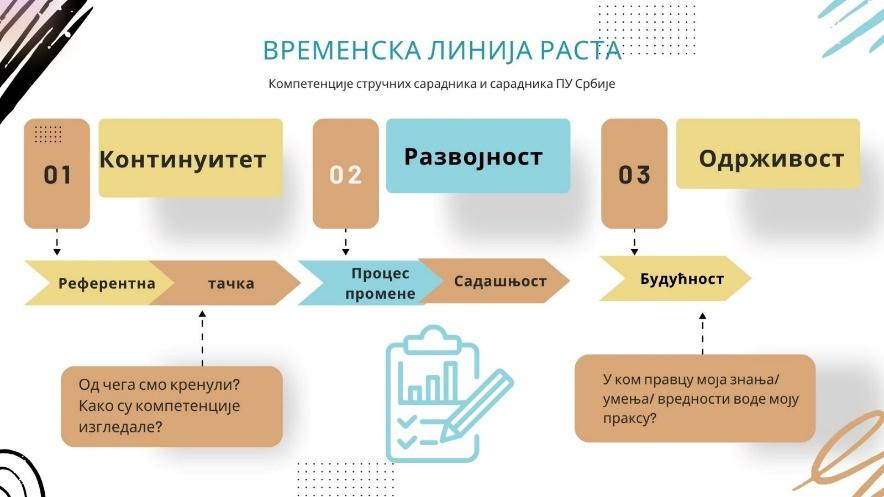 ВРЕМЕНСКА ЛИНИЈА РАСТА
Компетенције стручних сарадника и сарадника ПУ Србије
01
Континуитет
02
Развојност
03
Одрживост
Референтна
тачка
Процес
промене
Садашњост
Будућност
Од чега смо кренули?
Како су компетенције
изгледале?
У ком правцу моја знања/
умења/ вредности воде моју
праксу?